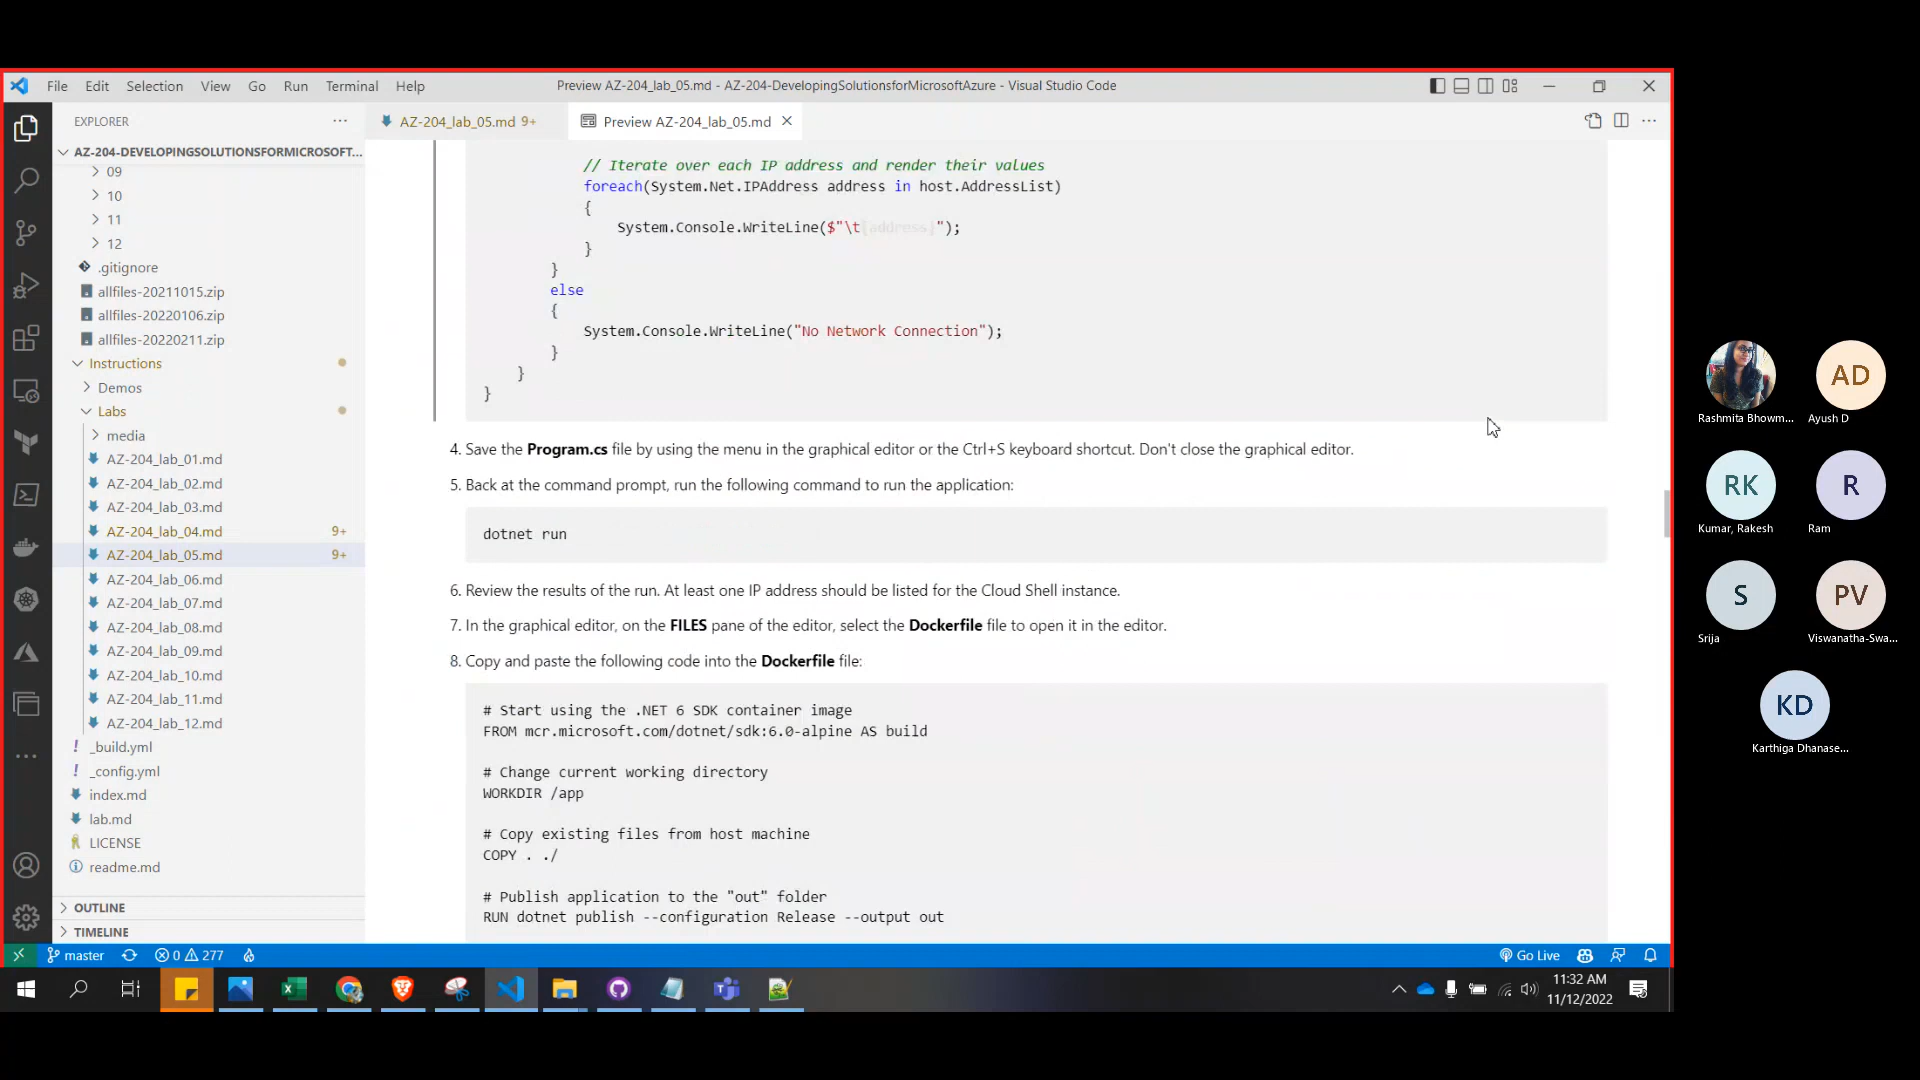 File Edit Selection View Go Run Terminal Help
Preview AZ-204_lab_05.md - AZ-204-DevelopingSolutionsforMicrosoftAzure - Visual Studio Code
EXPLORER
AZ-204_lab_05.md 9+
Preview AZ-204_lab_05.md
AZ-204-DEVELOPINGSOLUTIONSFORMICROSOFT...
09
10
11
12
.gitignore
allfiles-20211015.zip
allfiles-20220106.zip
allfiles-20220211.zip
Instructions
Demos
Labs
media
AZ-204_lab_01.md
AZ-204_lab_02.md
AZ-204_lab_03.md
AZ-204_lab_04.md 9+
AZ-204_lab_05.md 9+
AZ-204_lab_06.md
AZ-204_lab_07.md
AZ-204_lab_08.md
AZ-204_lab_09.md
AZ-204_lab_10.md
AZ-204_lab_11.md
AZ-204_lab_12.md
_build.yml
_config.yml
index.md
lab.md
LICENSE
readme.md
OUTLINE
TIMELINE
// Iterate over each IP address and render their values
foreach(System.Net.IPAddress address in host.AddressList)
{
System.Console.WriteLine($"\t{address}");
}
}
else
{
System.Console.WriteLine("No Network Connection");
}
}
}
4. Save the Program.cs file by using the menu in the graphical editor or the Ctrl+S keyboard shortcut. Don't close the graphical editor.
5. Back at the command prompt, run the following command to run the application:
dotnet run
6. Review the results of the run. At least one IP address should be listed for the Cloud Shell instance.
7. In the graphical editor, on the FILES pane of the editor, select the Dockerfile file to open it in the editor.
8. Copy and paste the following code into the Dockerfile file:
# Start using the .NET 6 SDK container image
FROM mcr.microsoft.com/dotnet/sdk:6.0-alpine AS build
# Change current working directory
WORKDIR /app
# Copy existing files from host machine
COPY . ./
# Publish application to the "out" folder
RUN dotnet publish --configuration Release --output out
master 0 277
Go Live
11:32 AM
11/12/2022
Rashmita Bhowm...
AD
Ayush D
RK
Kumar, Rakesh
R
Ram
S
Srija
PV
Viswanatha-Swa...
KD
Karthiga Dhanase...